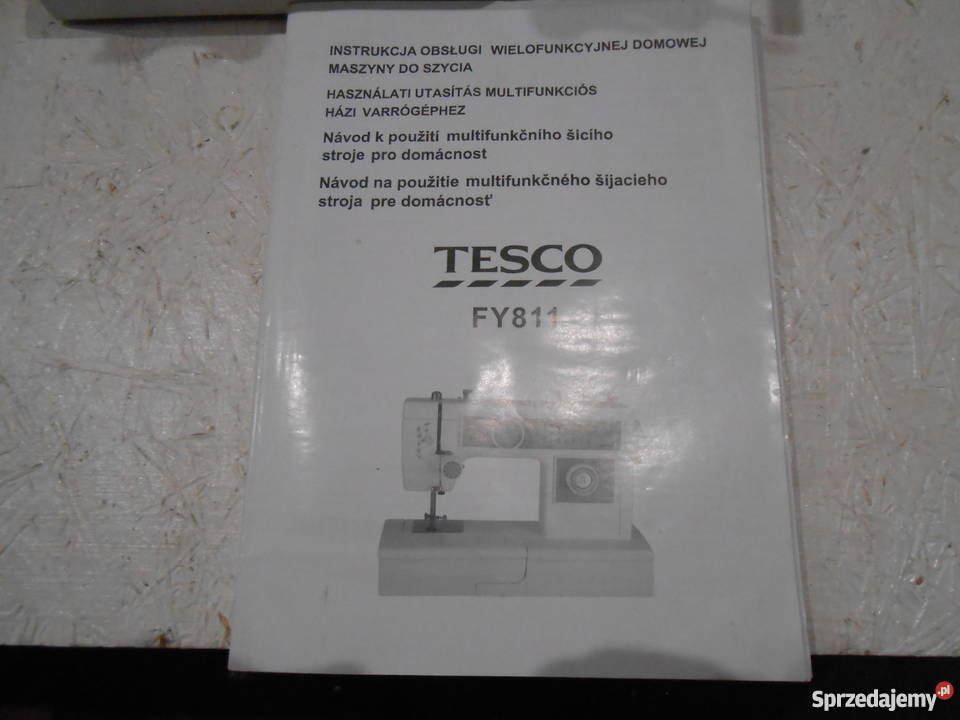 INSTRUKCJA OBSŁUGI WIELOFUNKCYJNEJ DOMOWEJ
MASZYNY DO SZYCIA
HASZNÁLATI UTASÍTÁS MULTIFUNKCIÓS
HÁZI VARRÓGÉPHEZ
Návod k použití multifunkčního šicího
stroje pro domácnost
Návod na použitie multifunkčného šijacieho
stroja pre domácnosť
TESCO
FY811
Sprzedajemy.pl